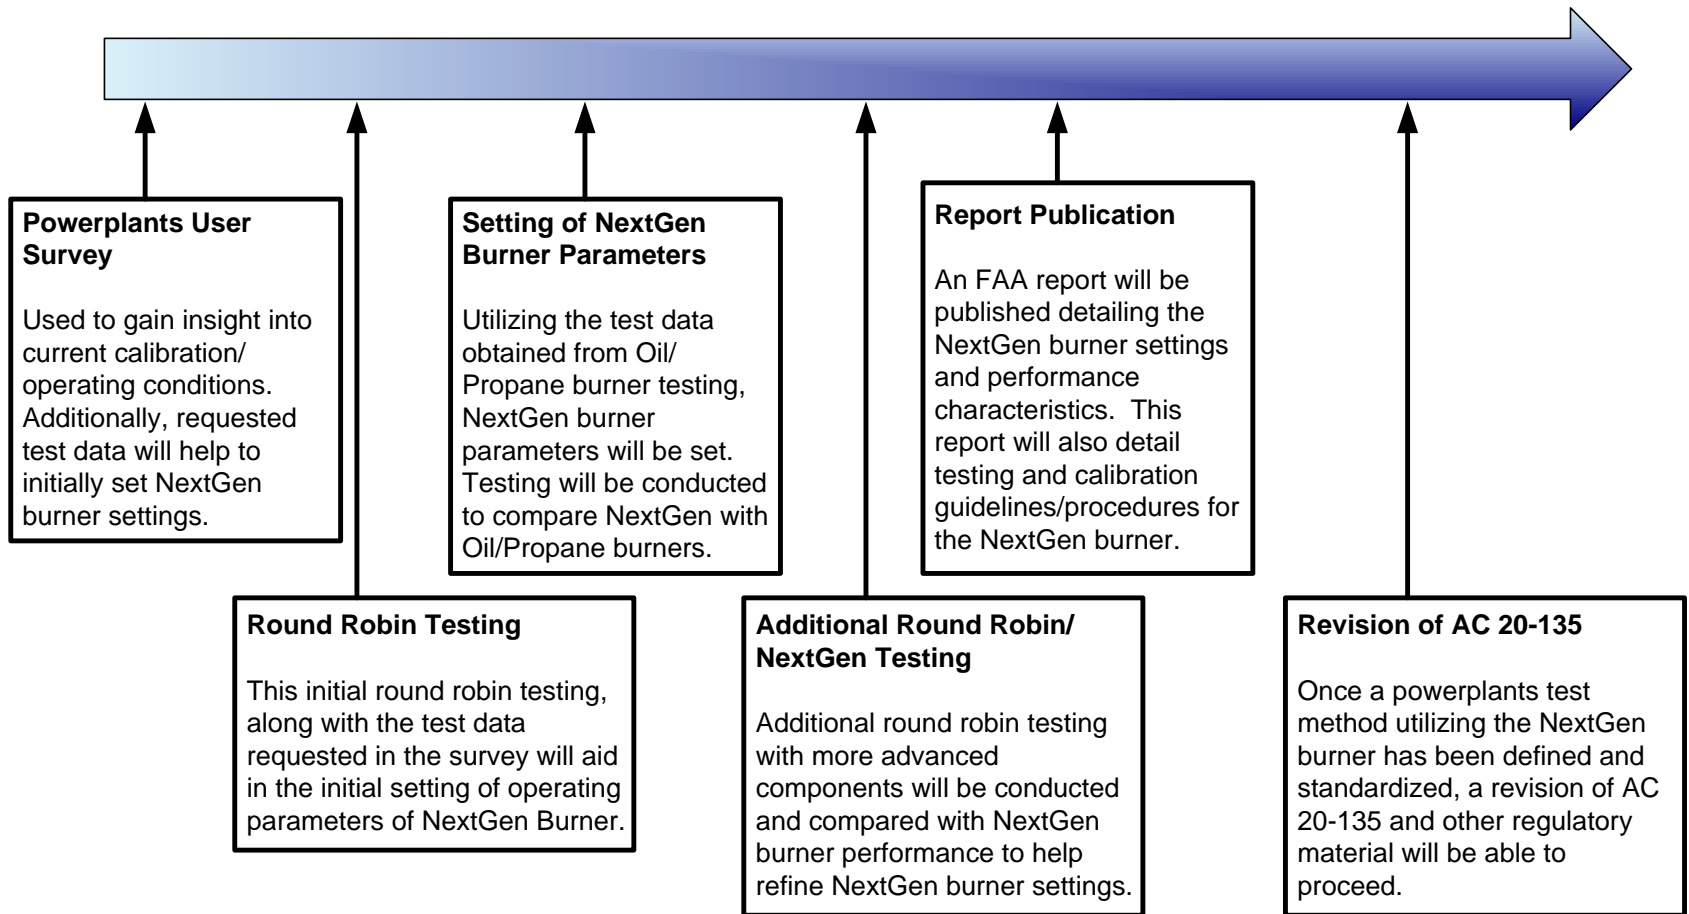 Powerplants User
Survey
Used to gain insight into
current calibration/
operating conditions.
Additionally, requested
test data will help to
initially set NextGen
burner settings.
Round Robin Testing
This initial round robin testing,
along with the test data
requested in the survey will aid
in the initial setting of operating
parameters of NextGen Burner.
Setting of NextGen
Burner Parameters
Utilizing the test data
obtained from Oil/
Propane burner testing,
NextGen burner
parameters will be set.
Testing will be conducted
to compare NextGen with
Oil/Propane burners.
Additional Round Robin/
NextGen Testing
Additional round robin testing
with more advanced
components will be conducted
and compared with NextGen
burner performance to help
refine NextGen burner settings.
Report Publication
An FAA report will be
published detailing the
NextGen burner settings
and performance
characteristics.  This
report will also detail
testing and calibration
guidelines/procedures for
the NextGen burner.
Revision of AC 20-135
Once a powerplants test
method utilizing the NextGen
burner has been defined and
standardized, a revision of AC
20-135 and other regulatory
material will be able to
proceed.